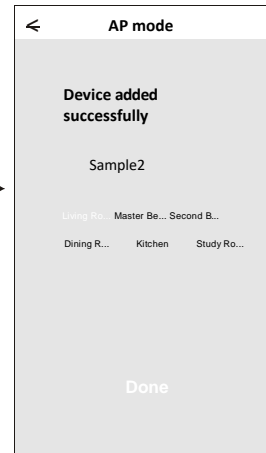 AP mode
Device added
successfully
Sample2
Living Ro... Master Be... Second B...
Dining R... Kitchen Study Ro...
Done